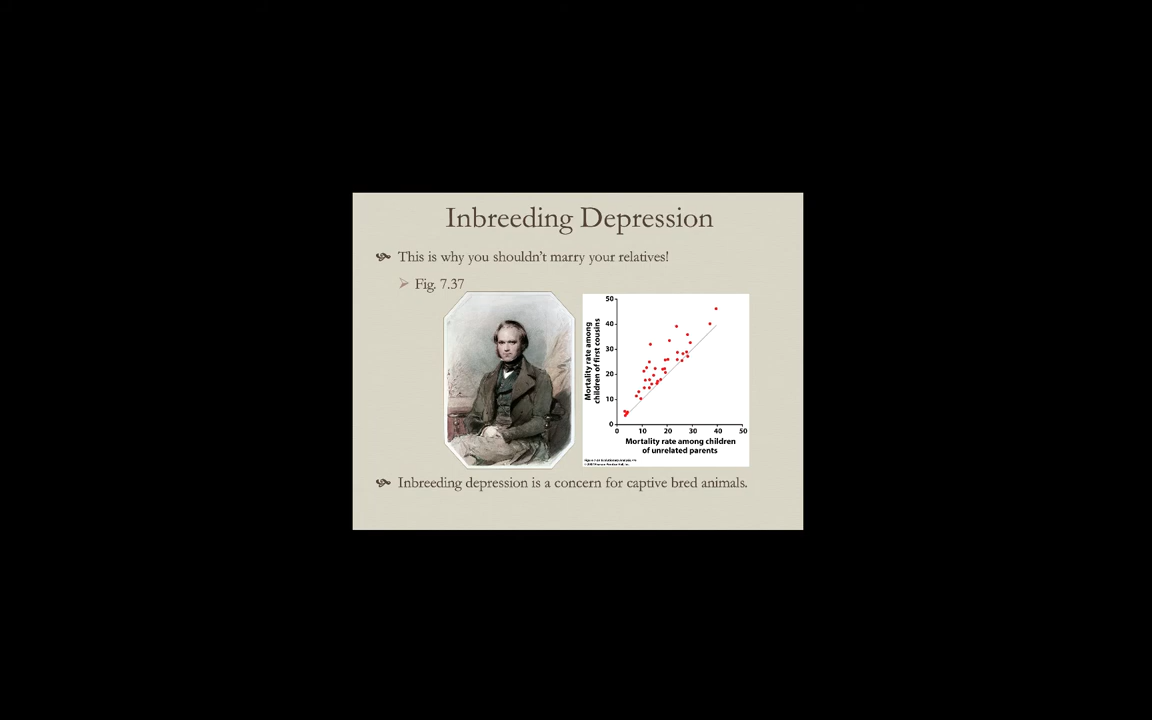 Inbreeding Depression
This is why you shouldn't marry your relatives!
Fig. 7.37
50
40
30
20
10
0
Mortality rate among
children of first cousins
0 10 20 30 40 50
Mortality rate among children
of unrelated parents
Inbreeding depression is a concern for captive bred animals.